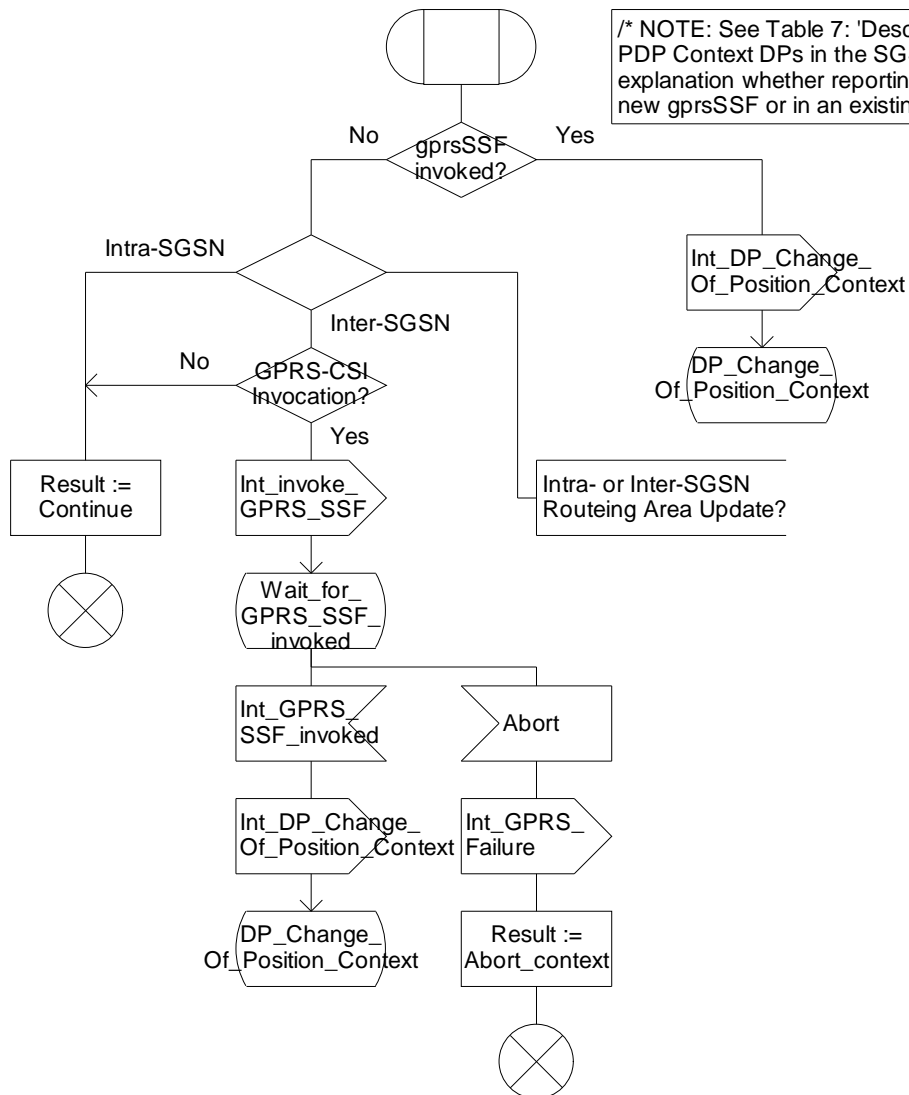 /* NOTE: See Table 7: 'Desc
PDP Context DPs in the SG
explanation whether reportin
new gprsSSF or in an existin
No
gprsSSF
invoked?
Yes
Intra-SGSN
Int_DP_Change_
Of_Position_Context
Inter-SGSN
No
GPRS-CSI
Invocation?
DP_Change_
Of_Position_Context
Yes
Result :=
Continue
Int_invoke_
GPRS_SSF
Intra- or Inter-SGSN
Routeing Area Update?
Wait_for_
GPRS_SSF_
invoked
Int_GPRS_
SSF_invoked
Abort
Int_DP_Change_
Of_Position_Context
Int_GPRS_
Failure
DP_Change_
Of_Position_Context
Result :=
Abort_context